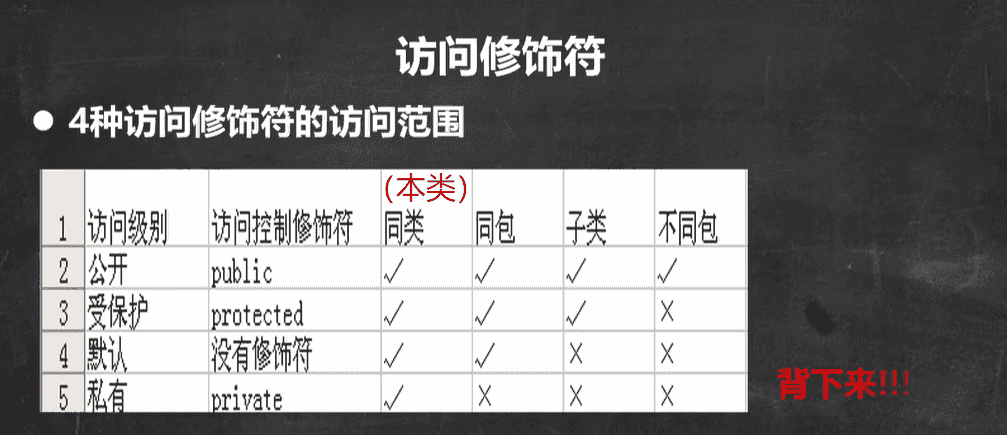 访问修饰符
● 4种访问修饰符的访问范围
(本类)
1 访问级别 访问控制修饰符 同类 同包 子类 不同包
2 公开 public √ √ √ √
3 受保护 protected √ √ √ ×
4 默认 没有修饰符 √ √ × ×
5 私有 private √ × × ×
背下来!!!